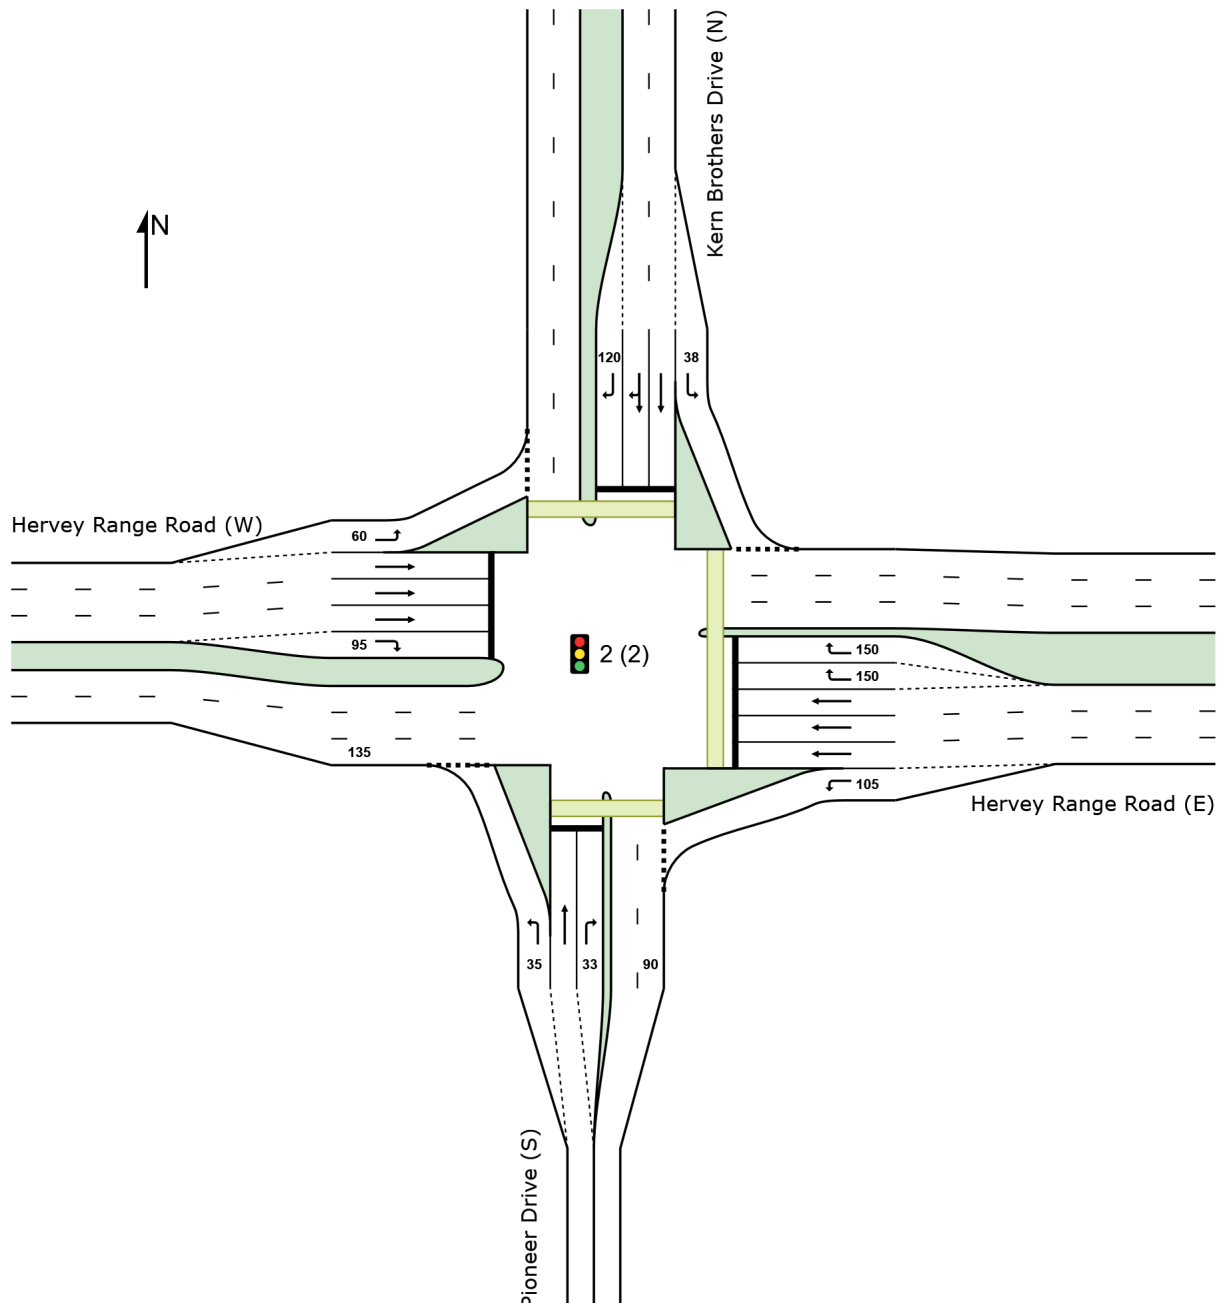 Kern Brothers Drive (N)
N
120
38
Hervey Range Road (W)
60
95
2 (2)
150
150
135
105
Hervey Range Road (E)
35
33
90
Pioneer Drive (S)